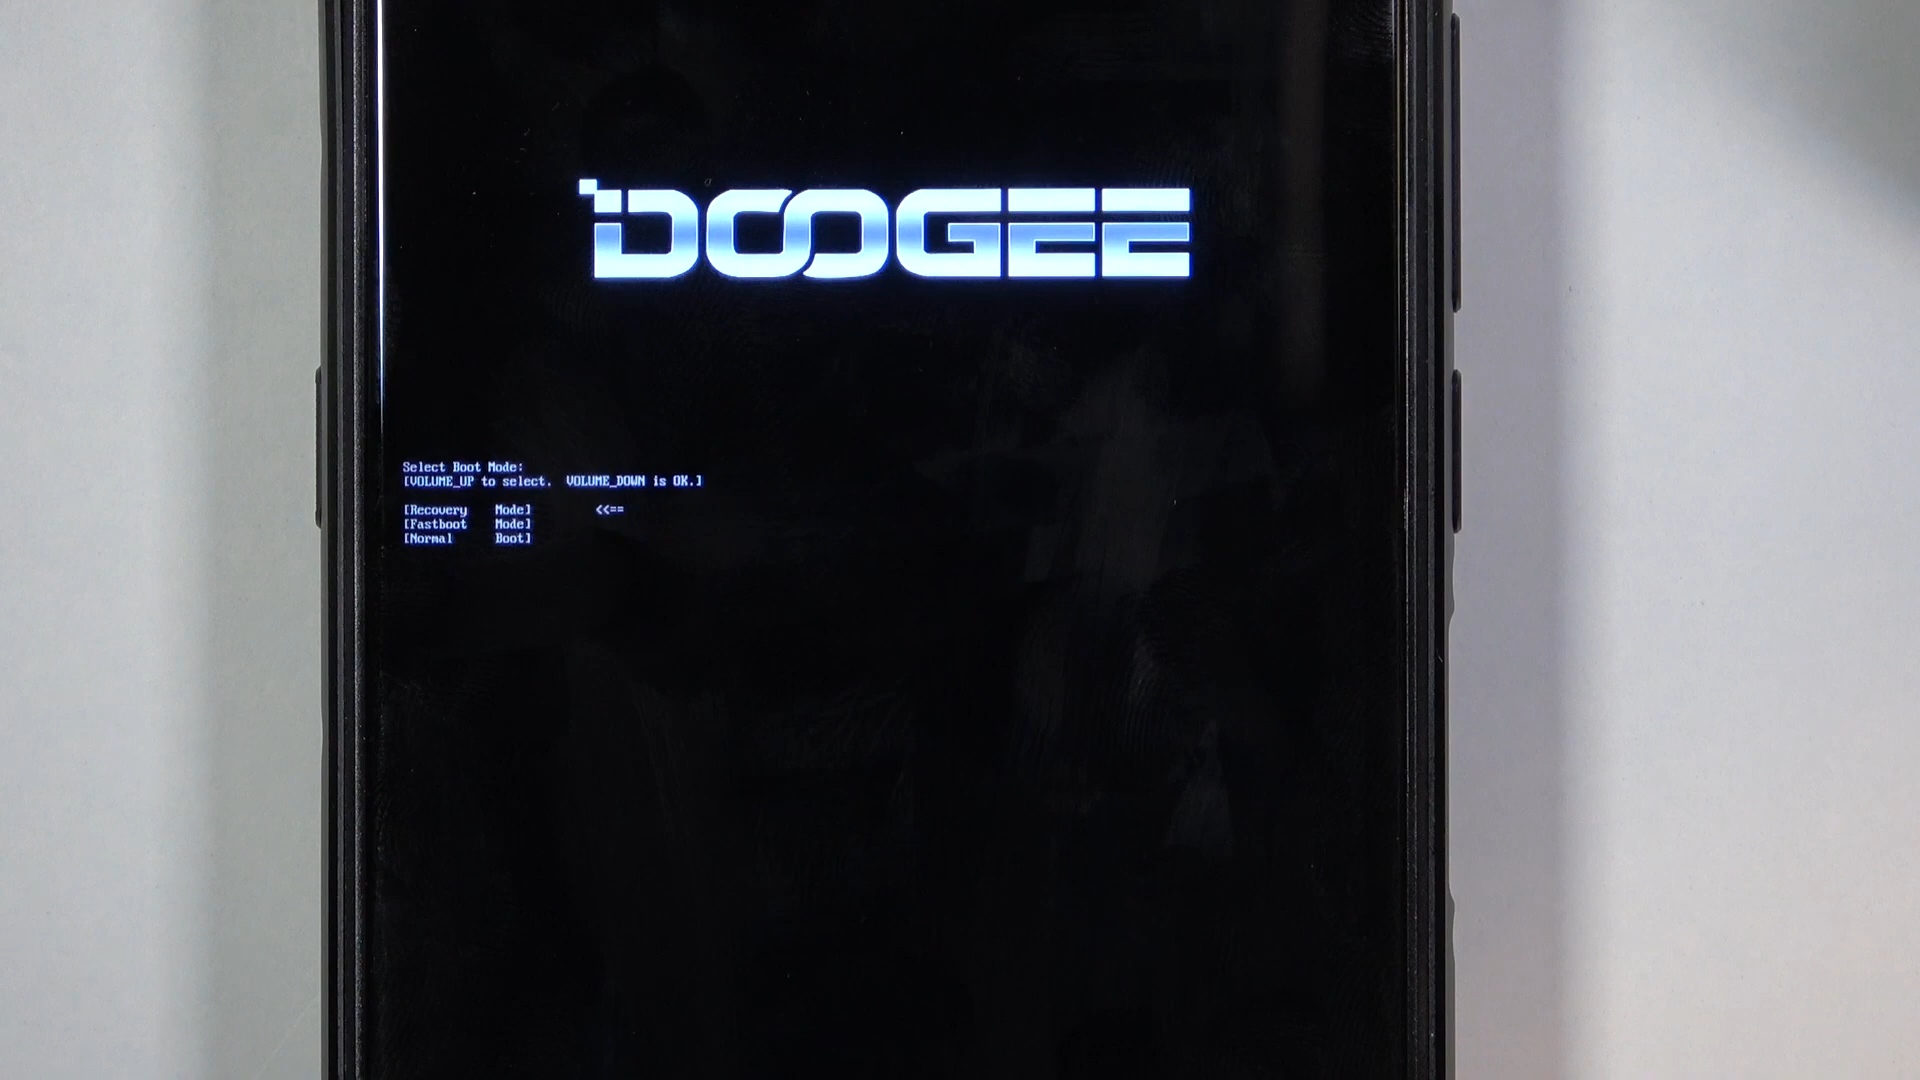 DOOGEE
Select Boot Mode:
[VOLUME_UP to select.  VOLUME_DOWN is OK.]
[Recovery    Mode]         <<==
[Fastboot    Mode]
[Normal      Boot]